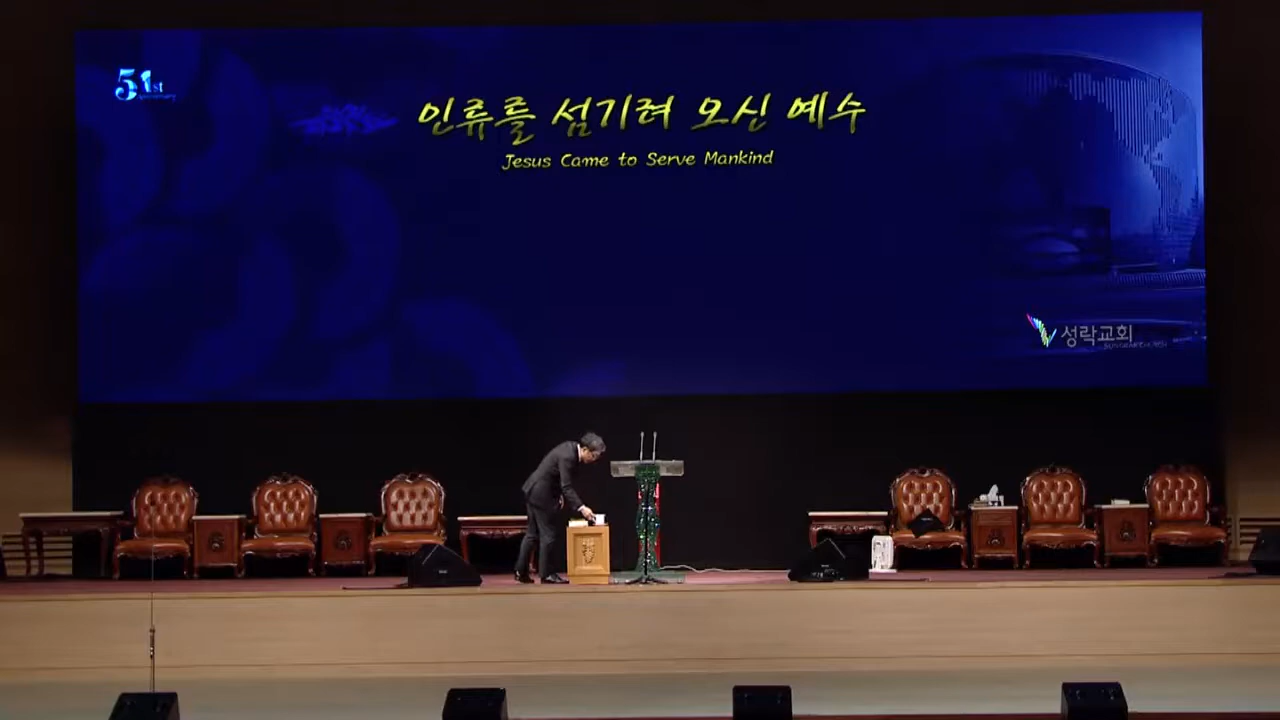 51st
Anniversary
인류를 섬기려 오신 예수
Jesus Came to Serve Mankind
성락교회